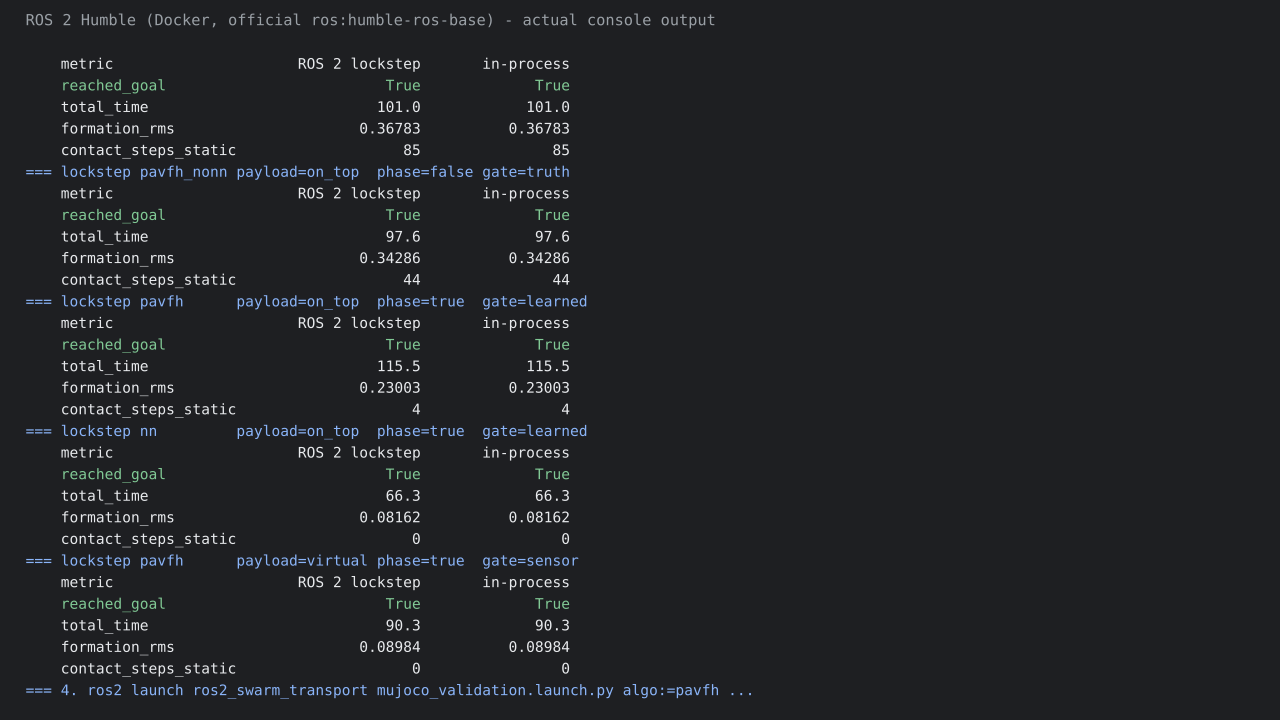 ROS 2 Humble (Docker, official ros:humble-ros-base) - actual console output
metric ROS 2 lockstep in-process
reached_goal True True
total_time 101.0 101.0
formation_rms 0.36783 0.36783
contact_steps_static 85 85
=== lockstep pavfh_nonn payload=on_top phase=false gate=truth
metric ROS 2 lockstep in-process
reached_goal True True
total_time 97.6 97.6
formation_rms 0.34286 0.34286
contact_steps_static 44 44
=== lockstep pavfh payload=on_top phase=true gate=learned
metric ROS 2 lockstep in-process
reached_goal True True
total_time 115.5 115.5
formation_rms 0.23003 0.23003
contact_steps_static 4 4
=== lockstep nn payload=on_top phase=true gate=learned
metric ROS 2 lockstep in-process
reached_goal True True
total_time 66.3 66.3
formation_rms 0.08162 0.08162
contact_steps_static 0 0
=== lockstep pavfh payload=virtual phase=true gate=sensor
metric ROS 2 lockstep in-process
reached_goal True True
total_time 90.3 90.3
formation_rms 0.08984 0.08984
contact_steps_static 0 0
=== 4. ros2 launch ros2_swarm_transport mujoco_validation.launch.py algo:=pavfh ...